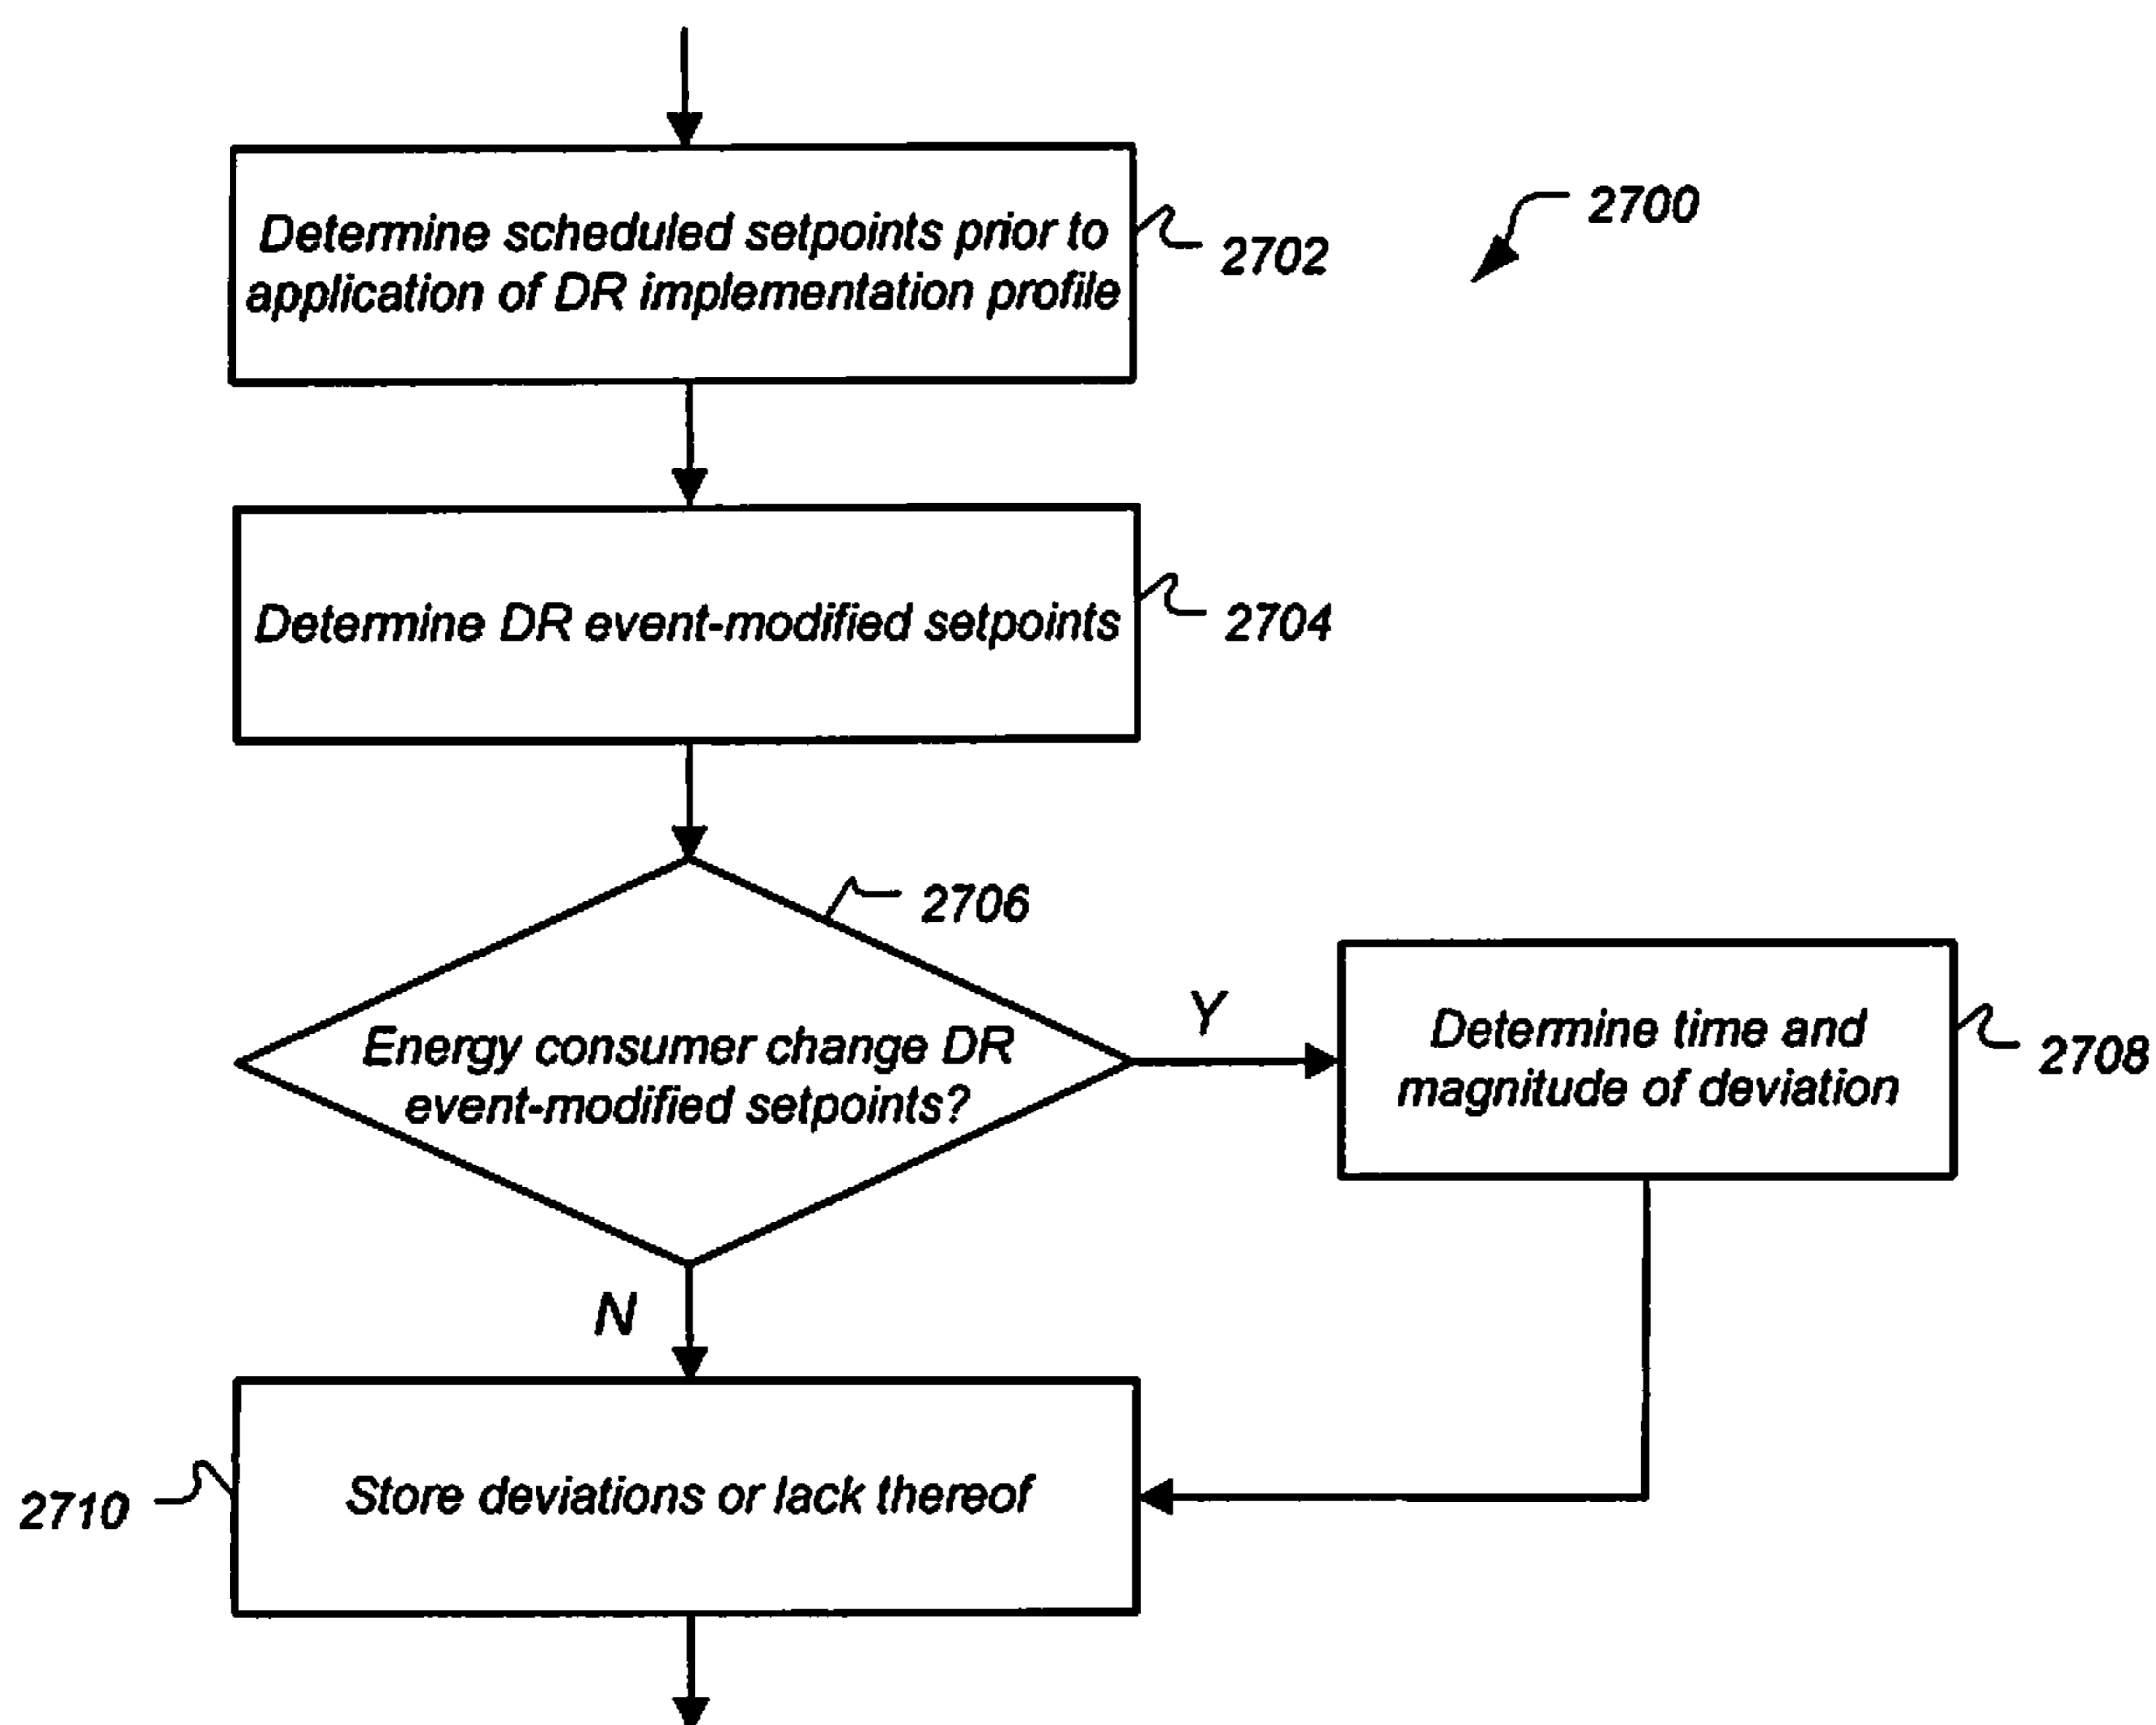 Determine scheduled setpoints prior to
application of DR implementation profile
2702
2700
Determine DR event-modified setpoints
2704
2706
Energy consumer change DR
event-modified setpoints?
Y
Determine time and
magnitude of deviation
2708
N
Store deviations or lack thereof
2710